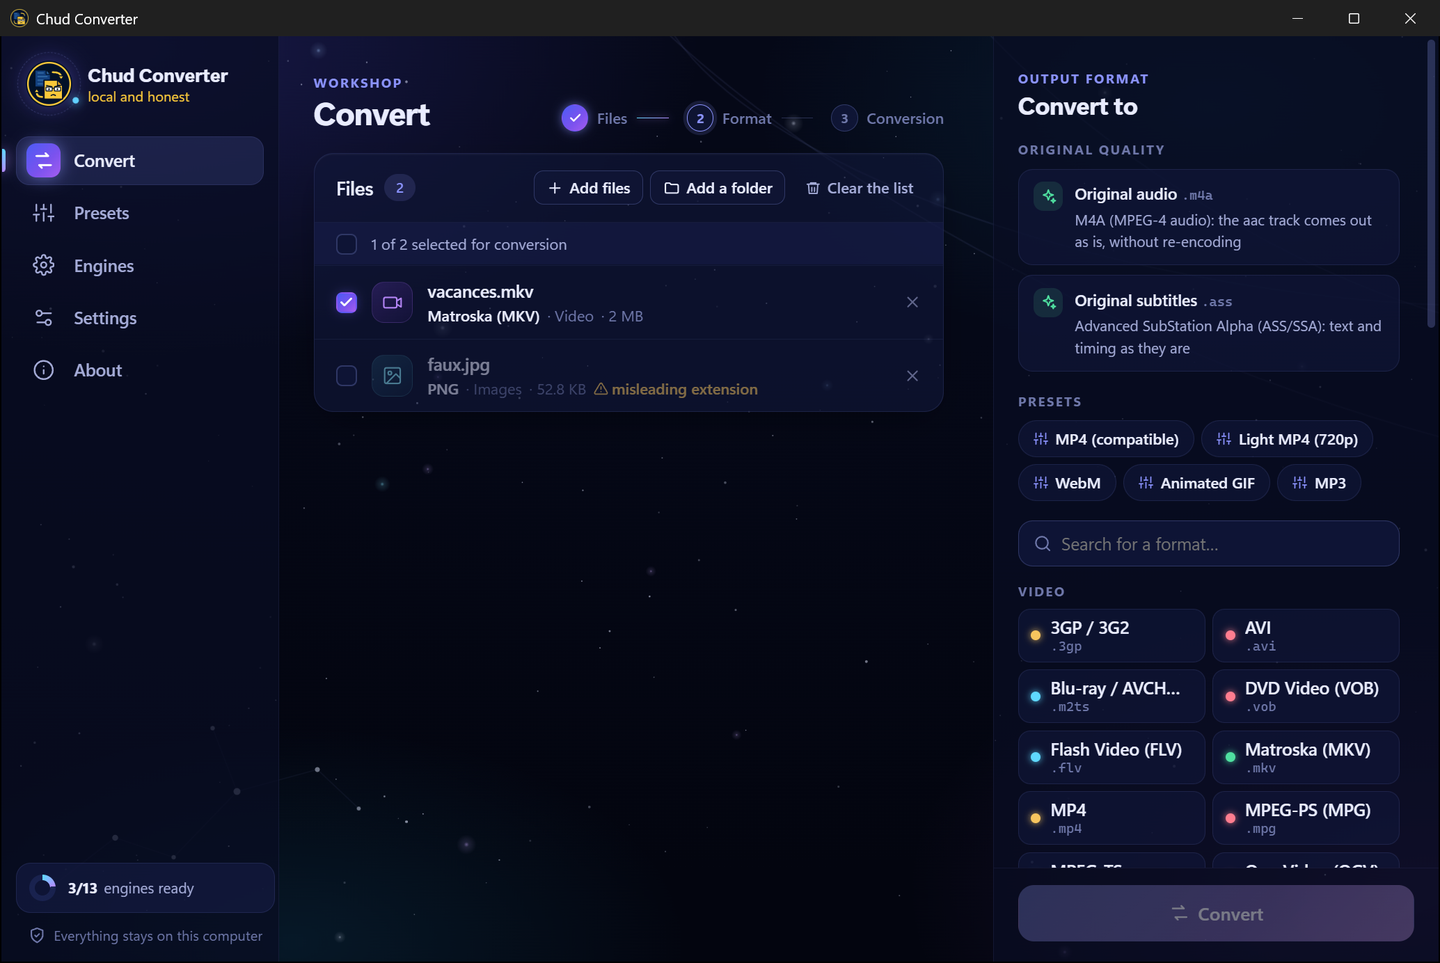 Chud Converter
Chud Converter
local and honest
Convert
Presets
Engines
Settings
About
3/13 engines ready
Everything stays on this computer
WORKSHOP
Convert
Files
2 Format
3 Conversion
Files 2
Add files
Add a folder
Clear the list
1 of 2 selected for conversion
vacances.mkv
Matroska (MKV) · Video · 2 MB
faux.jpg
PNG · Images · 52.8 KB misleading extension
OUTPUT FORMAT
Convert to
ORIGINAL QUALITY
Original audio .m4a
M4A (MPEG-4 audio): the aac track comes out
as is, without re-encoding
Original subtitles .ass
Advanced SubStation Alpha (ASS/SSA): text and
timing as they are
PRESETS
MP4 (compatible)
Light MP4 (720p)
WebM
Animated GIF
MP3
Search for a format...
VIDEO
3GP / 3G2
.3gp
AVI
.avi
Blu-ray / AVCH...
.m2ts
DVD Video (VOB)
.vob
Flash Video (FLV)
.flv
Matroska (MKV)
.mkv
MP4
.mp4
MPEG-PS (MPG)
.mpg
Convert